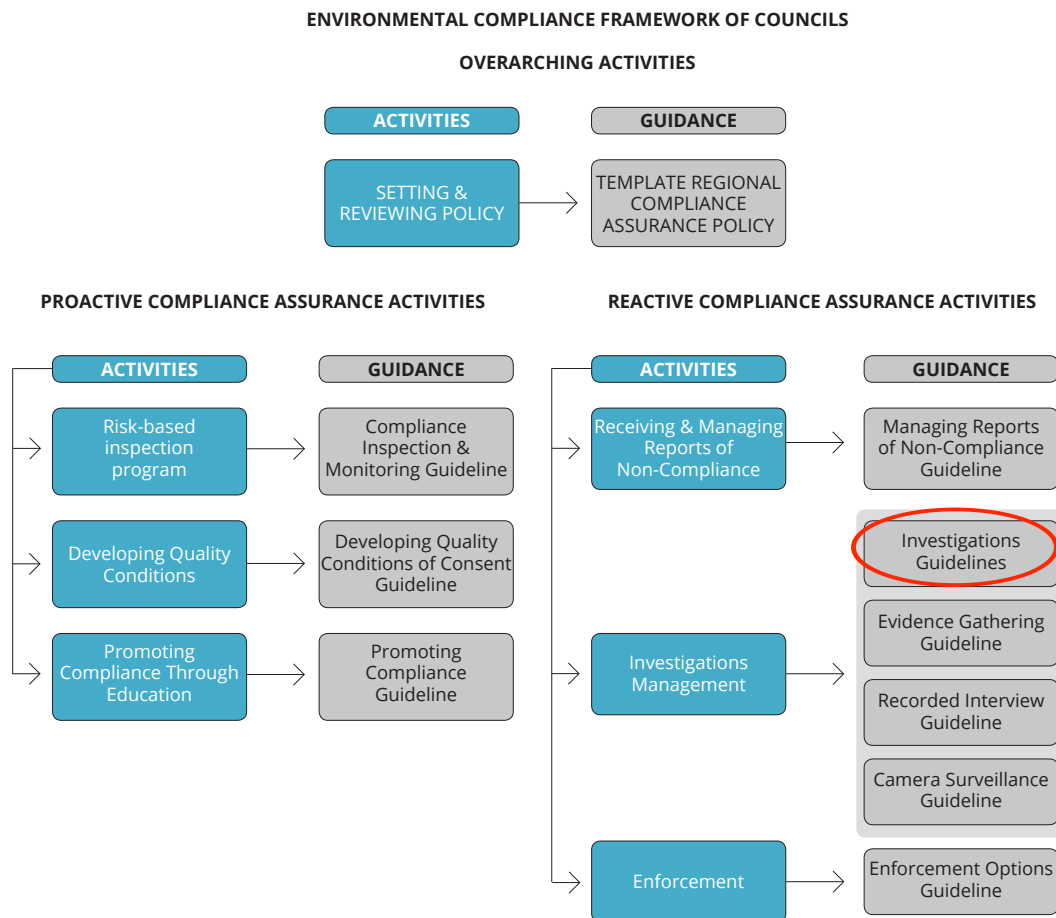 ENVIRONMENTAL COMPLIANCE FRAMEWORK OF COUNCILS
OVERARCHING ACTIVITIES
ACTIVITIES
GUIDANCE
SETTING &
REVIEWING POLICY
TEMPLATE REGIONAL
COMPLIANCE
ASSURANCE POLICY
PROACTIVE COMPLIANCE ASSURANCE ACTIVITIES
ACTIVITIES
GUIDANCE
Risk-based
inspection
program
Compliance
Inspection &
Monitoring Guideline
Developing Quality
Conditions
Developing Quality
Conditions of Consent
Guideline
Promoting
Compliance Through
Education
Promoting
Compliance
Guideline
REACTIVE COMPLIANCE ASSURANCE ACTIVITIES
ACTIVITIES
GUIDANCE
Receiving & Managing
Reports of
Non-Compliance
Managing Reports
of Non-Compliance
Guideline
Investigations
Management
Investigations
Guidelines
Evidence Gathering
Guideline
Recorded Interview
Guideline
Camera Surveillance
Guideline
Enforcement
Enforcement Options
Guideline